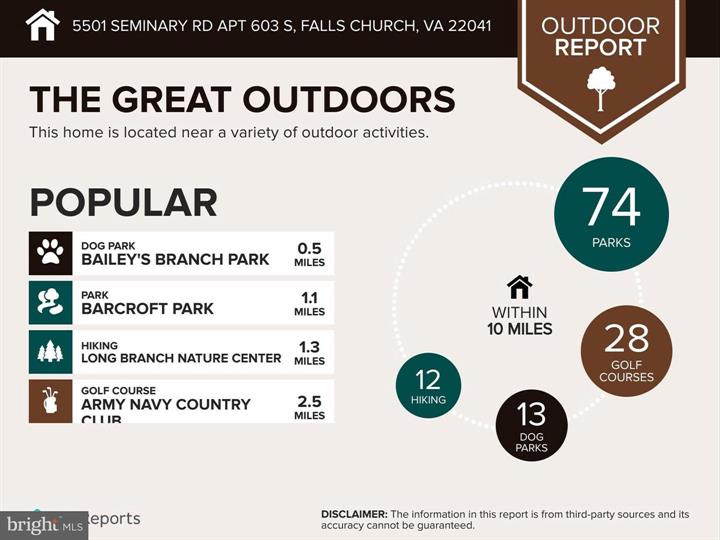 5501 SEMINARY RD APT 603 S, FALLS CHURCH, VA 22041
OUTDOOR
REPORT
THE GREAT OUTDOORS
This home is located near a variety of outdoor activities.
POPULAR
DOG PARK
BAILEY'S BRANCH PARK
0.5
MILES
PARK
BARCROFT PARK
1.1
MILES
HIKING
LONG BRANCH NATURE CENTER
1.3
MILES
GOLF COURSE
ARMY NAVY COUNTRY
CLUB
2.5
MILES
74
PARKS
WITHIN
10 MILES
28
GOLF
COURSES
12
HIKING
13
DOG
PARKS
DISCLAIMER: The information in this report is from third-party sources and its
accuracy cannot be guaranteed.
bright MLS